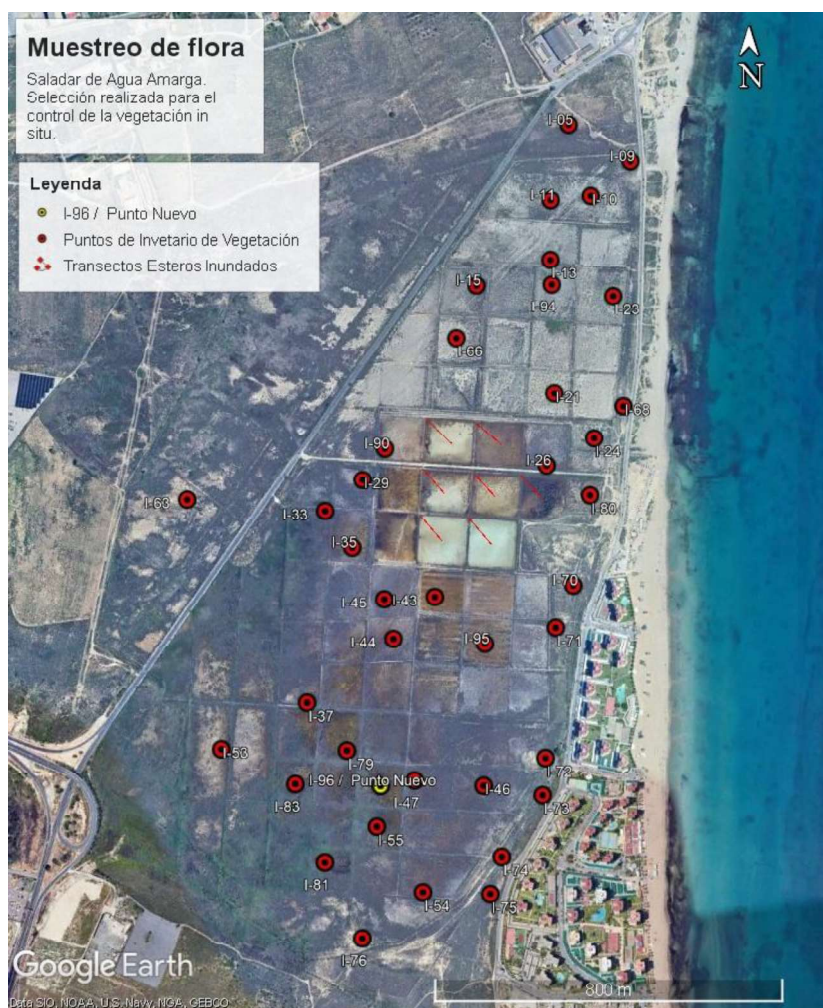 Muestreo de flora
Saladar de Agua Amarga.
Selección realizada para el
control de la vegetación in
situ.
Leyenda
I-96 / Punto Nuevo
Puntos de Invetario de Vegetación
Transectos Esteros Inundados
N
I-05
I-09
I-11
I-10
I-13
I-15
I-94
I-23
I-66
I-21
I-68
I-24
I-90
I-26
I-29
I-63
I-80
I-33
I-35
I-70
I-45
I-43
I-71
I-44
I-95
I-37
I-53
I-79
I-72
I-96 / Punto Nuevo
I-83
I-47
I-46
I-73
I-55
I-74
I-81
I-54
I-75
I-76
Google Earth
Data SIO, NOAA, U.S. Navy, NGA, GEBCO
800 m